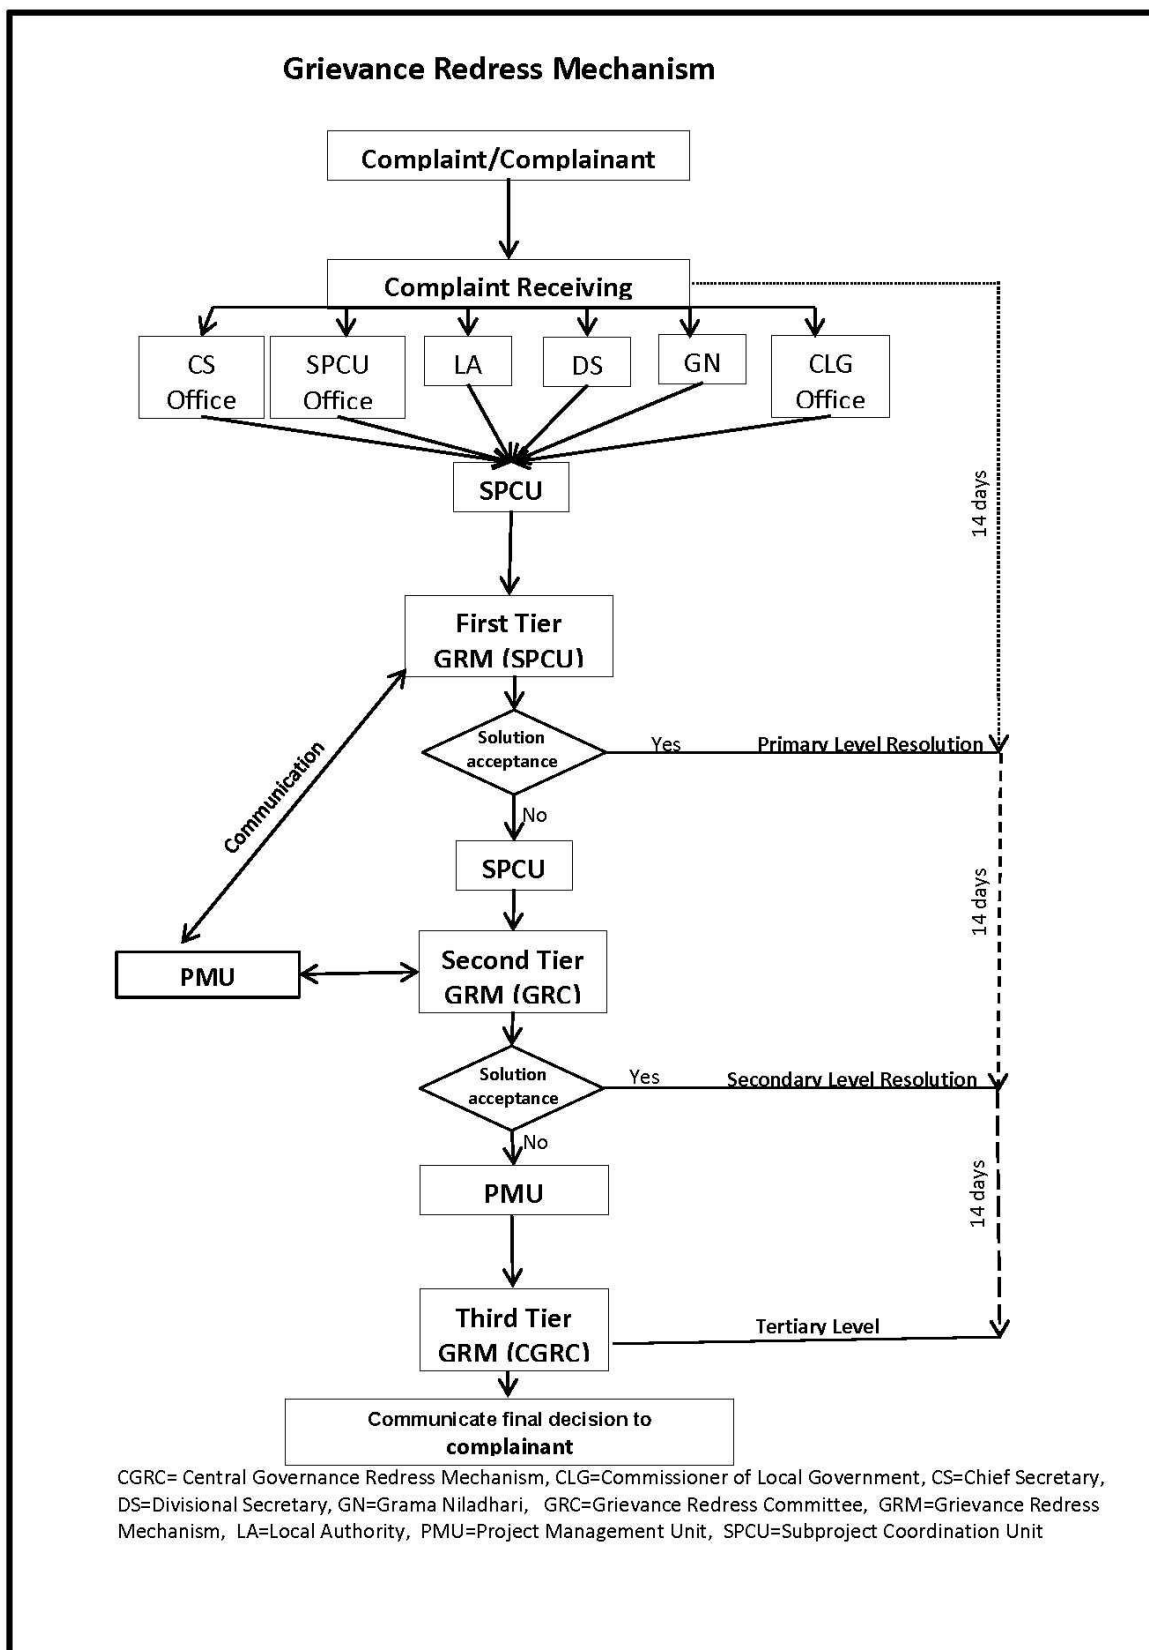 Grievance Redress Mechanism
Complaint/Complainant
Complaint Receiving
CS
Office
SPCU
Office
LA
DS
GN
CLG
Office
SPCU
14 days
First Tier
GRM (SPCU)
Solution
acceptance
Yes
Primary Level Resolution
Communication
No
SPCU
14 days
PMU
Second Tier
GRM (GRC)
Solution
acceptance
Yes
Secondary Level Resolution
No
PMU
14 days
Third Tier
GRM (CGRC)
Tertiary Level
Communicate final decision to
complainant
CGRC= Central Governance Redress Mechanism, CLG=Commissioner of Local Government, CS=Chief Secretary,
DS=Divisional Secretary, GN=Grama Niladhari, GRC=Grievance Redress Committee, GRM=Grievance Redress
Mechanism, LA=Local Authority, PMU=Project Management Unit, SPCU=Subproject Coordination Unit